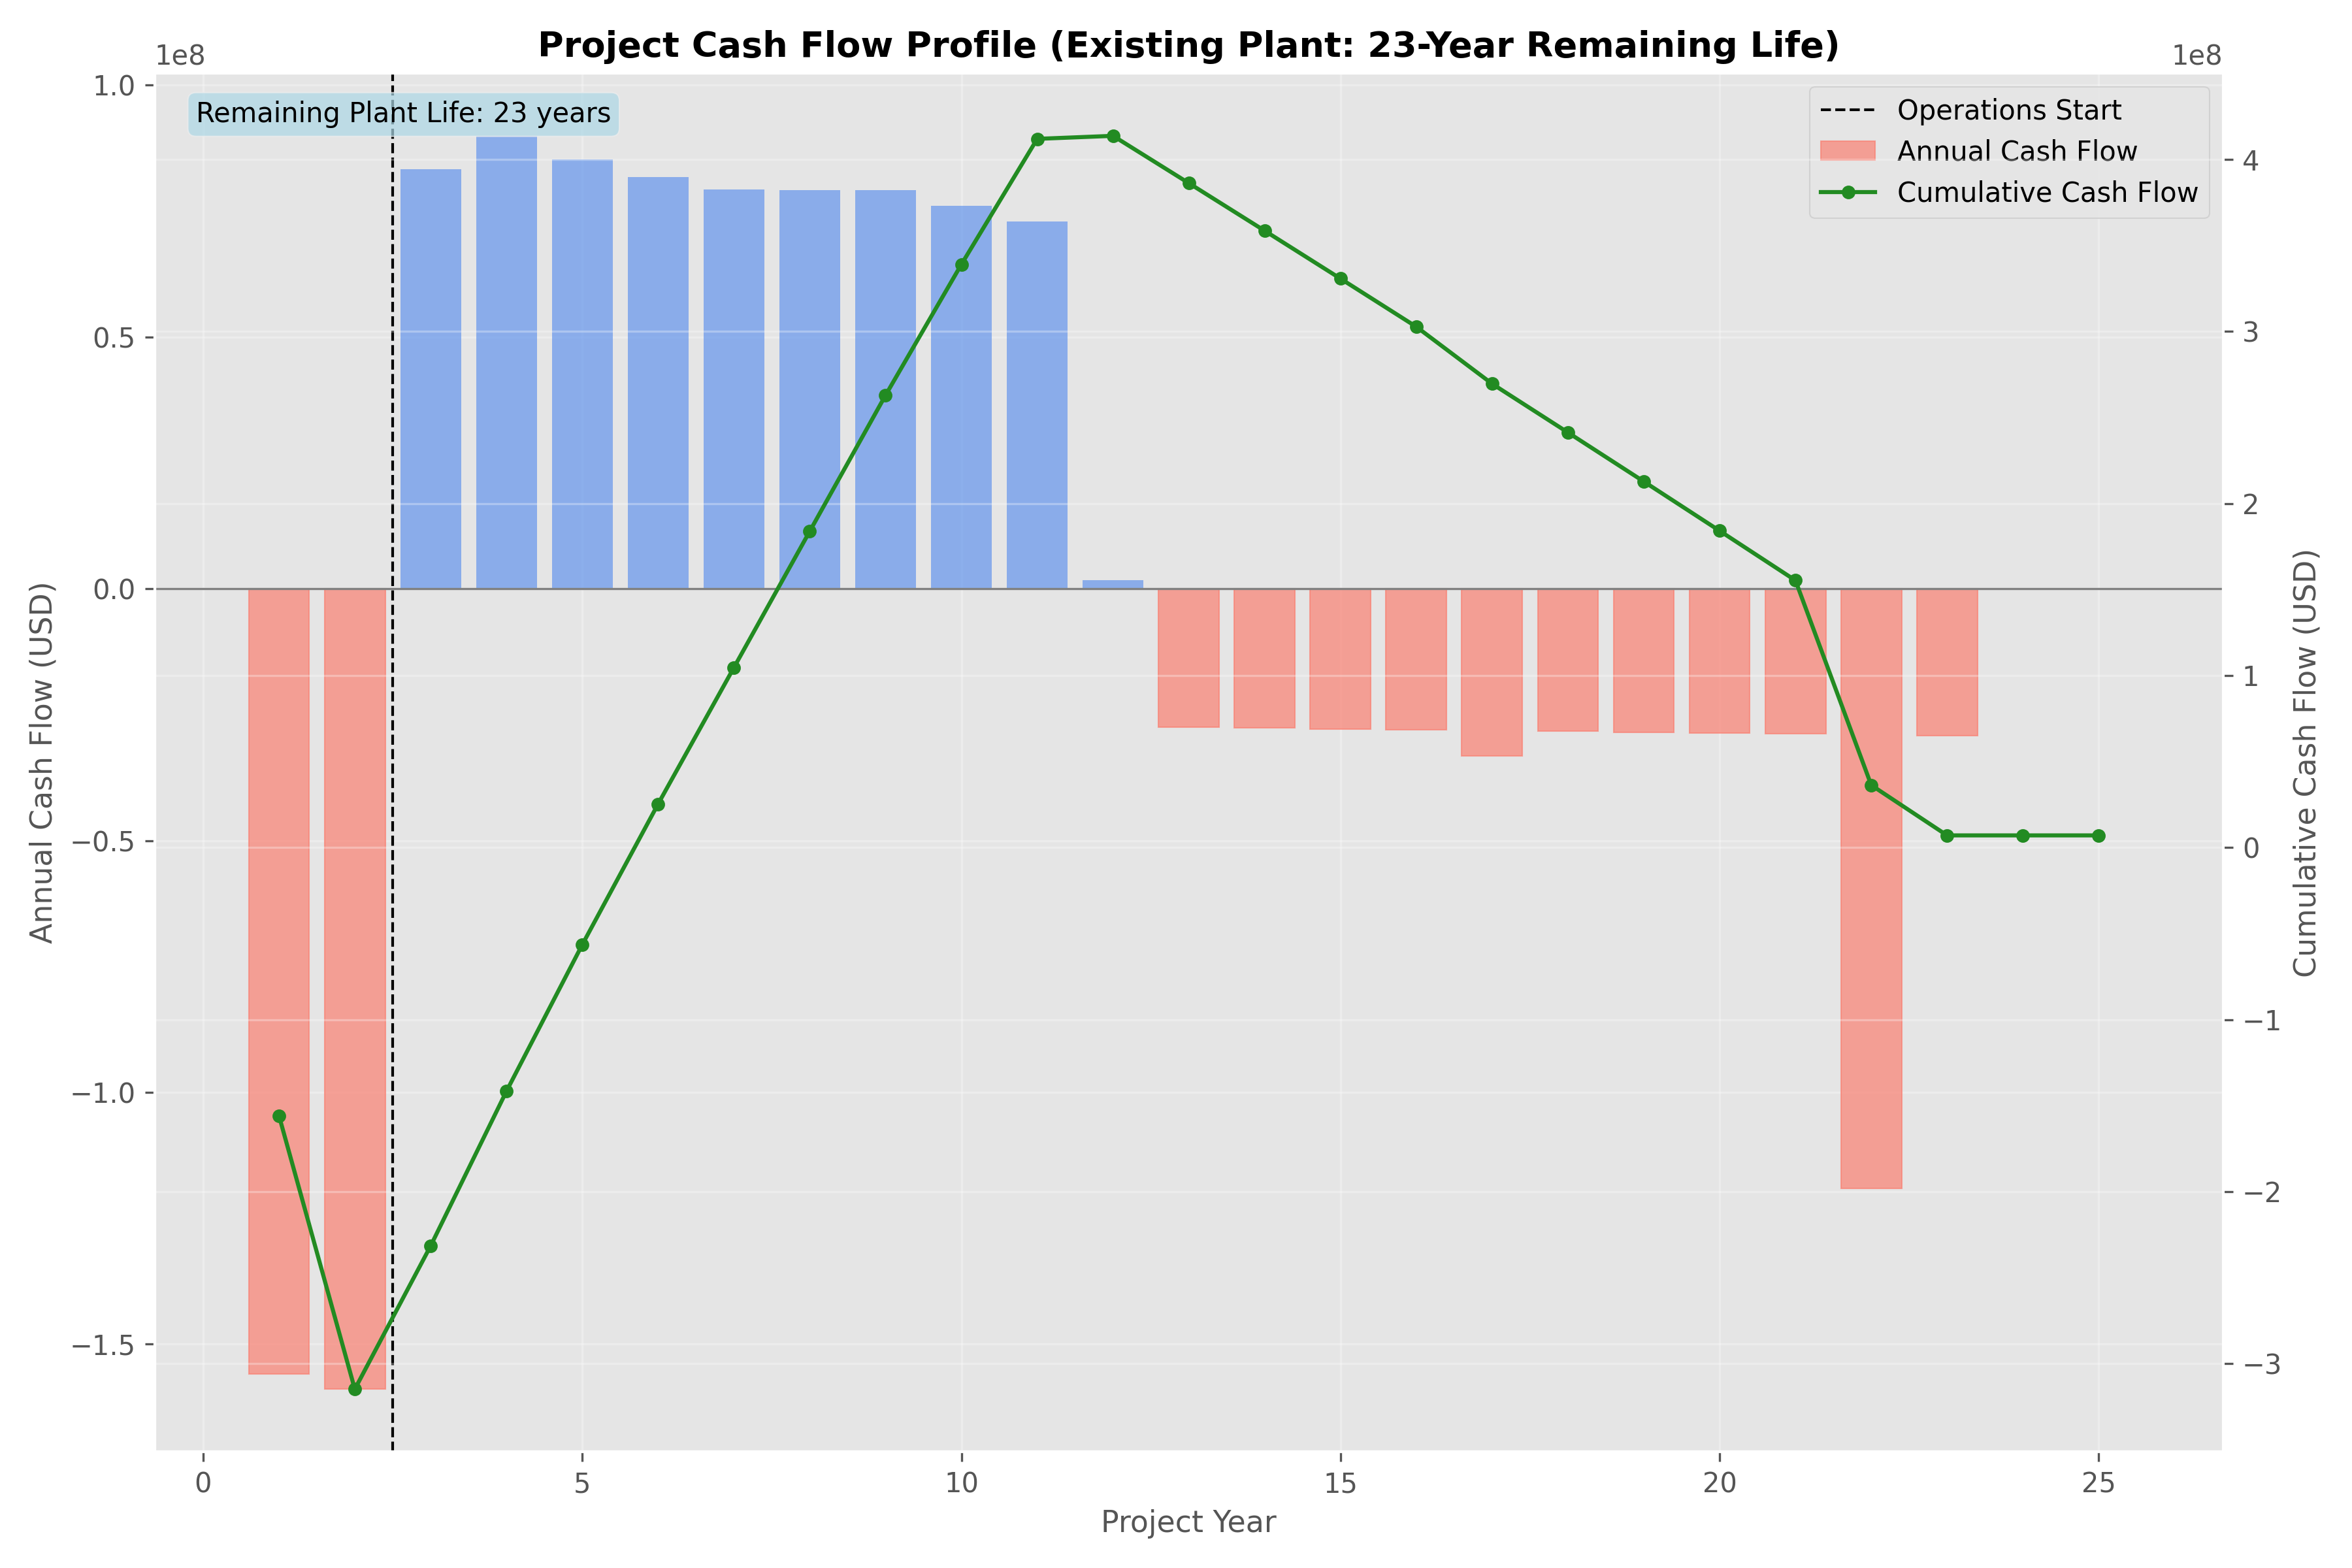 Project Cash Flow Profile (Existing Plant: 23-Year Remaining Life)
1e8
1e8
Remaining Plant Life: 23 years
Operations Start
Annual Cash Flow
Cumulative Cash Flow
1.0
0.5
0.0
−0.5
−1.0
−1.5
Annual Cash Flow (USD)
4
3
2
1
0
−1
−2
−3
Cumulative Cash Flow (USD)
0
5
10
15
20
25
Project Year